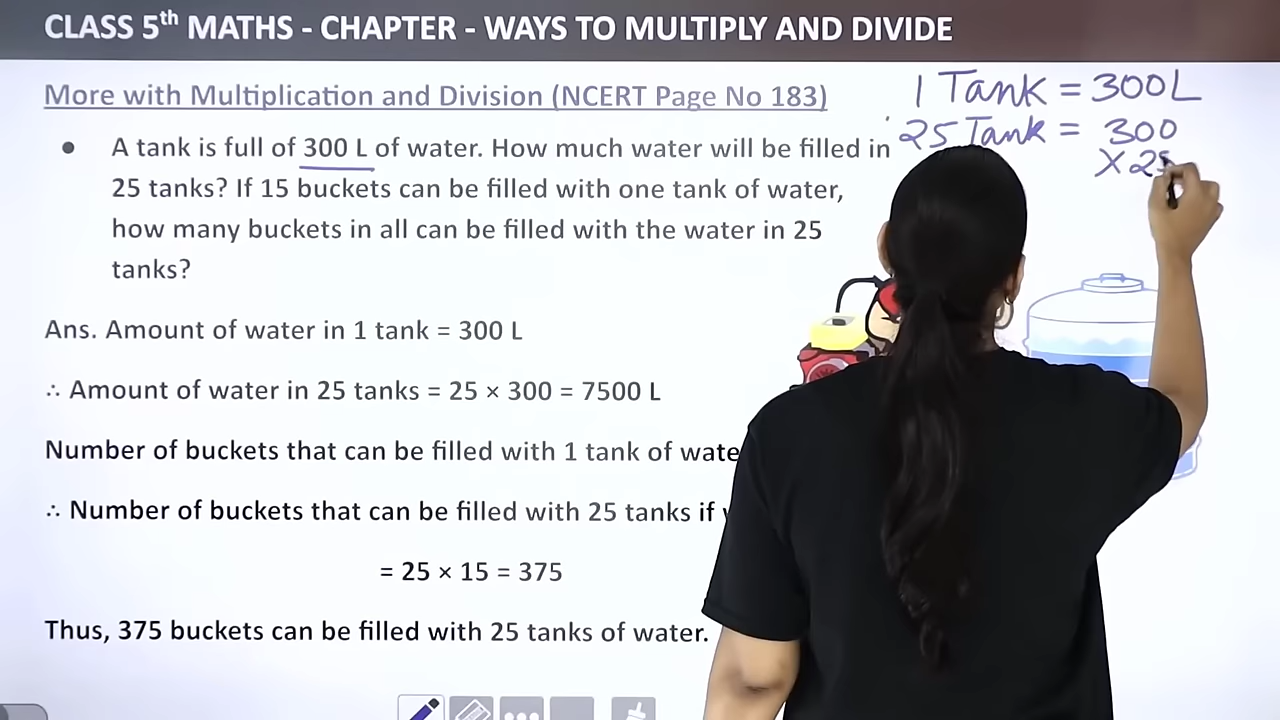 CLASS 5th MATHS - CHAPTER - WAYS TO MULTIPLY AND DIVIDE
More with Multiplication and Division (NCERT Page No 183)
● A tank is full of 300 L of water. How much water will be filled in
25 tanks? If 15 buckets can be filled with one tank of water,
how many buckets in all can be filled with the water in 25
tanks?
Ans. Amount of water in 1 tank = 300 L
∴ Amount of water in 25 tanks = 25 × 300 = 7500 L
Number of buckets that can be filled with 1 tank of
∴ Number of buckets that can be filled with 25 tanks if
= 25 × 15 = 375
Thus, 375 buckets can be filled with 25 tanks of water.
1 Tank = 300L
25 Tank = 300
X 25